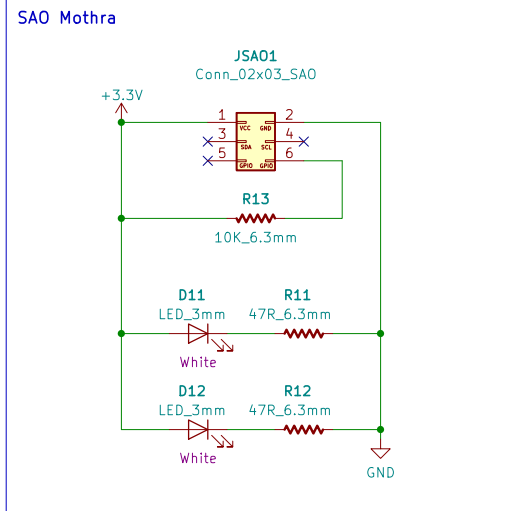 SAO Mothra
JSAO1
Conn_02x03_SAO
+3.3V
1 VCC GND 2
3 SDA SCL 4
5 GPIO GPIO 6
R13
10K_6.3mm
D11 R11
LED_3mm 47R_6.3mm
White
D12 R12
LED_3mm 47R_6.3mm
White
GND